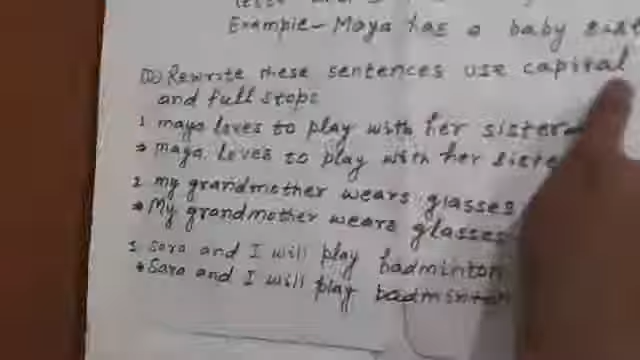 Example- Maya has a baby
(D) Rewrite these sentences use capital
and full stops
1 maya loves to play with her sister
* maya loves to play with her siste
2 my grandmother wears glasses
* My grandmother wears glasses
3 sara and I will play badminton
* Sara and I will play badminton